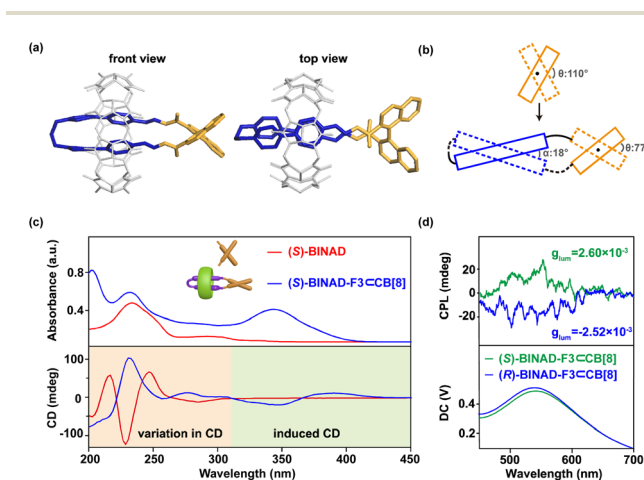 (a)
front view
top view
(b)
θ:110°
α:18°
θ:77
(c)
(S)-BINAD
(S)-BINAD-F3⊂CB[8]
Absorbance (a.u.)
0.8
0.4
CD (mdeg)
100
0
-100
variation in CD
induced CD
200 250 300 350 400 450
Wavelength (nm)
(d)
CPL (mdeg)
20
0
-20
glum=2.60×10-3
glum=-2.52×10-3
(S)-BINAD-F3⊂CB[8]
(R)-BINAD-F3⊂CB[8]
DC (V)
0.4
0.1
500 600 700
Wavelength (nm)